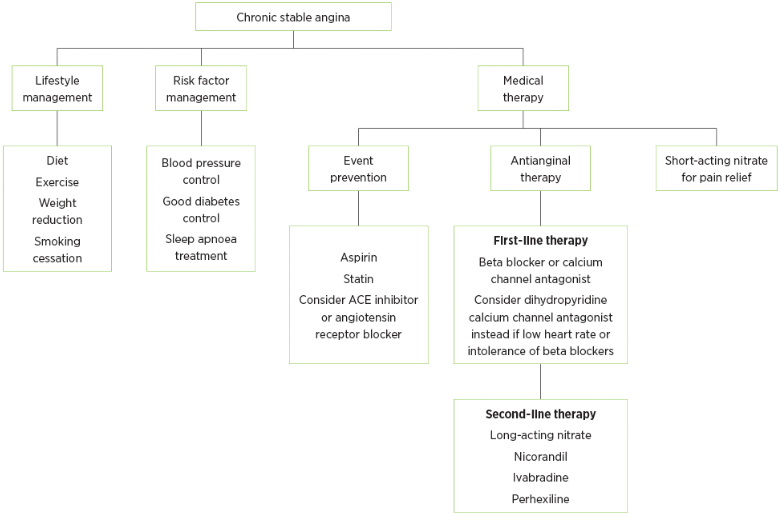 Chronic stable angina
Lifestyle
management
Risk factor
management
Medical
therapy
Diet
Exercise
Weight
reduction
Smoking
cessation
Blood pressure
control
Good diabetes
control
Sleep apnoea
treatment
Event
prevention
Antianginal
therapy
Short-acting nitrate
for pain relief
Aspirin
Statin
Consider ACE inhibitor
or angiotensin
receptor blocker
First-line therapy
Beta blocker or calcium
channel antagonist
Consider dihydropyridine
calcium channel antagonist
instead if low heart rate or
intolerance of beta blockers
Second-line therapy
Long-acting nitrate
Nicorandil
Ivabradine
Perhexiline